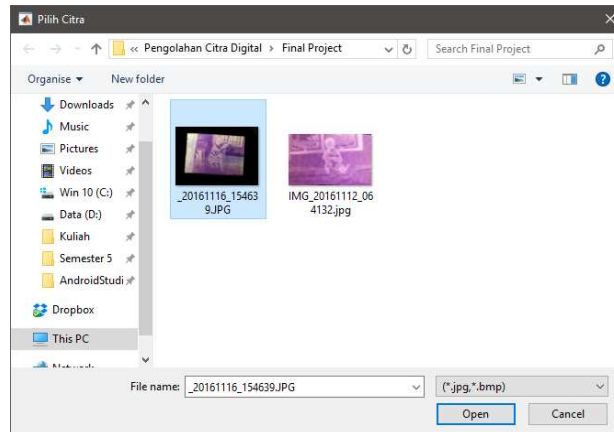 Pilih Citra
« Pengolahan Citra Digital > Final Project
Search Final Project
Organise
New folder
Downloads
Music
Pictures
Videos
Win 10 (C:)
Data (D:)
Kuliah
Semester 5
AndroidStudi
Dropbox
This PC
Network
_20161116_15463
9.JPG
IMG_20161112_06
4132.jpg
File name:
_20161116_154639.JPG
(*.jpg,*.bmp)
Open
Cancel